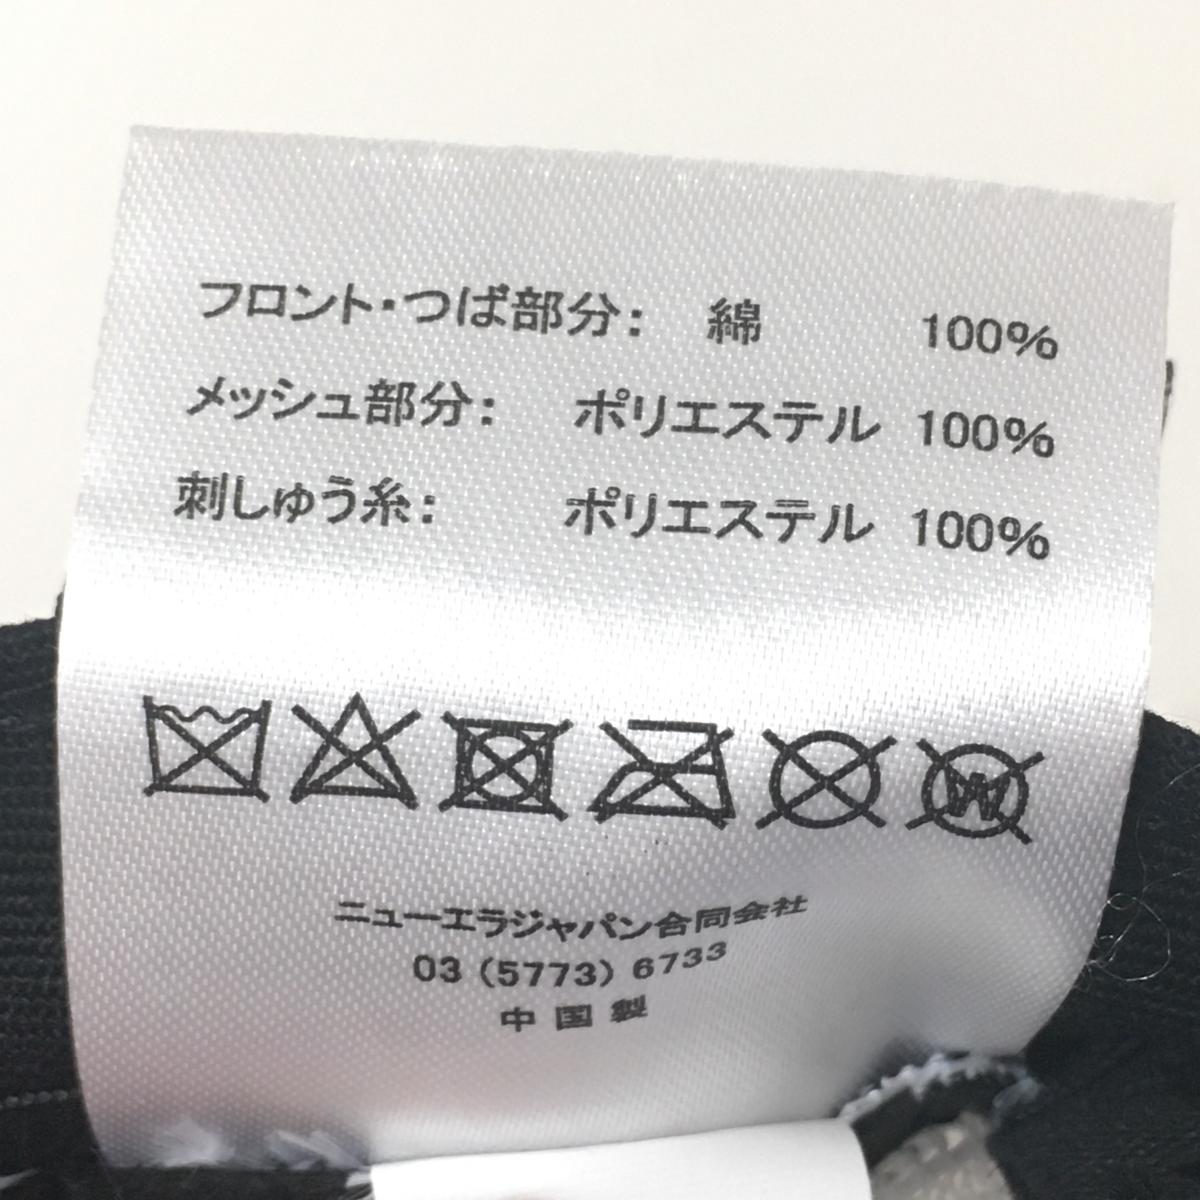 フロント・つば部分： 綿 100%
メッシュ部分： ポリエステル 100%
刺しゅう糸： ポリエステル 100%
W
ニューエラジャパン合同会社
03（5773）6733
中国製